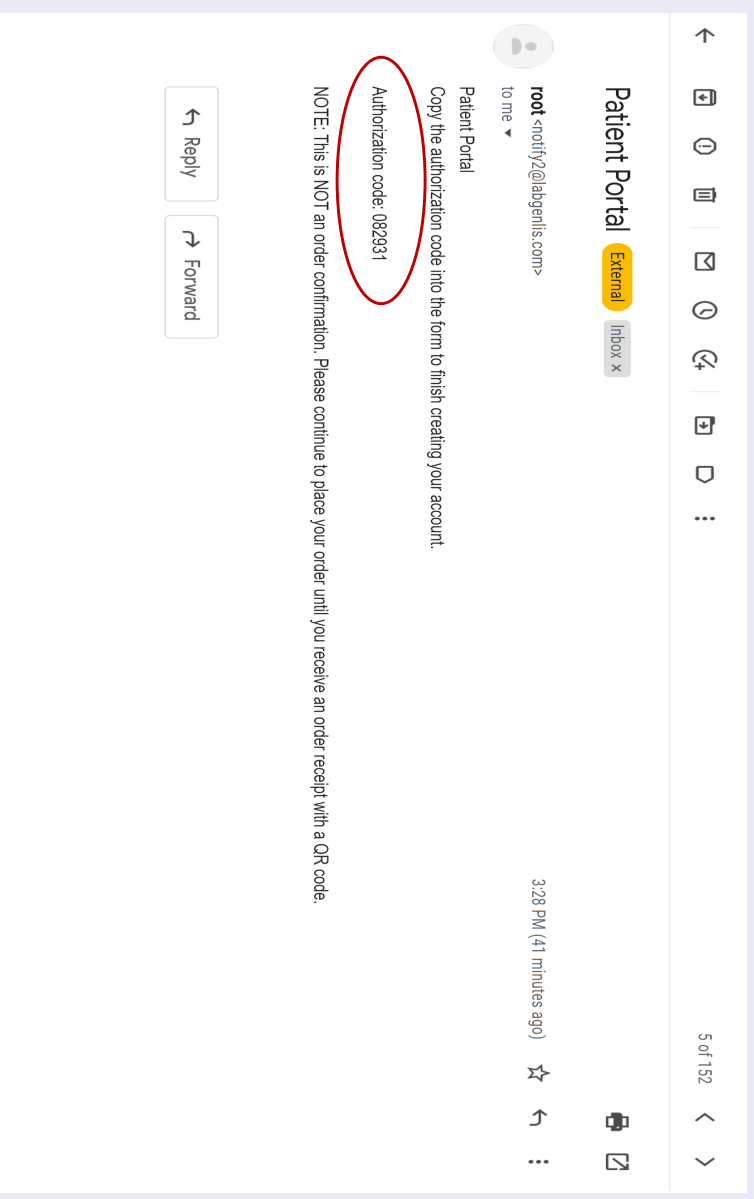 5 of 152
Patient Portal External Inbox x
root <notify2@labgenlis.com> 3:28 PM (41 minutes ago)
to me
Patient Portal
Copy the authorization code into the form to finish creating your account.
Authorization code: 082931
NOTE: This is NOT an order confirmation. Please continue to place your order until you receive an order receipt with a QR code.
Reply Forward